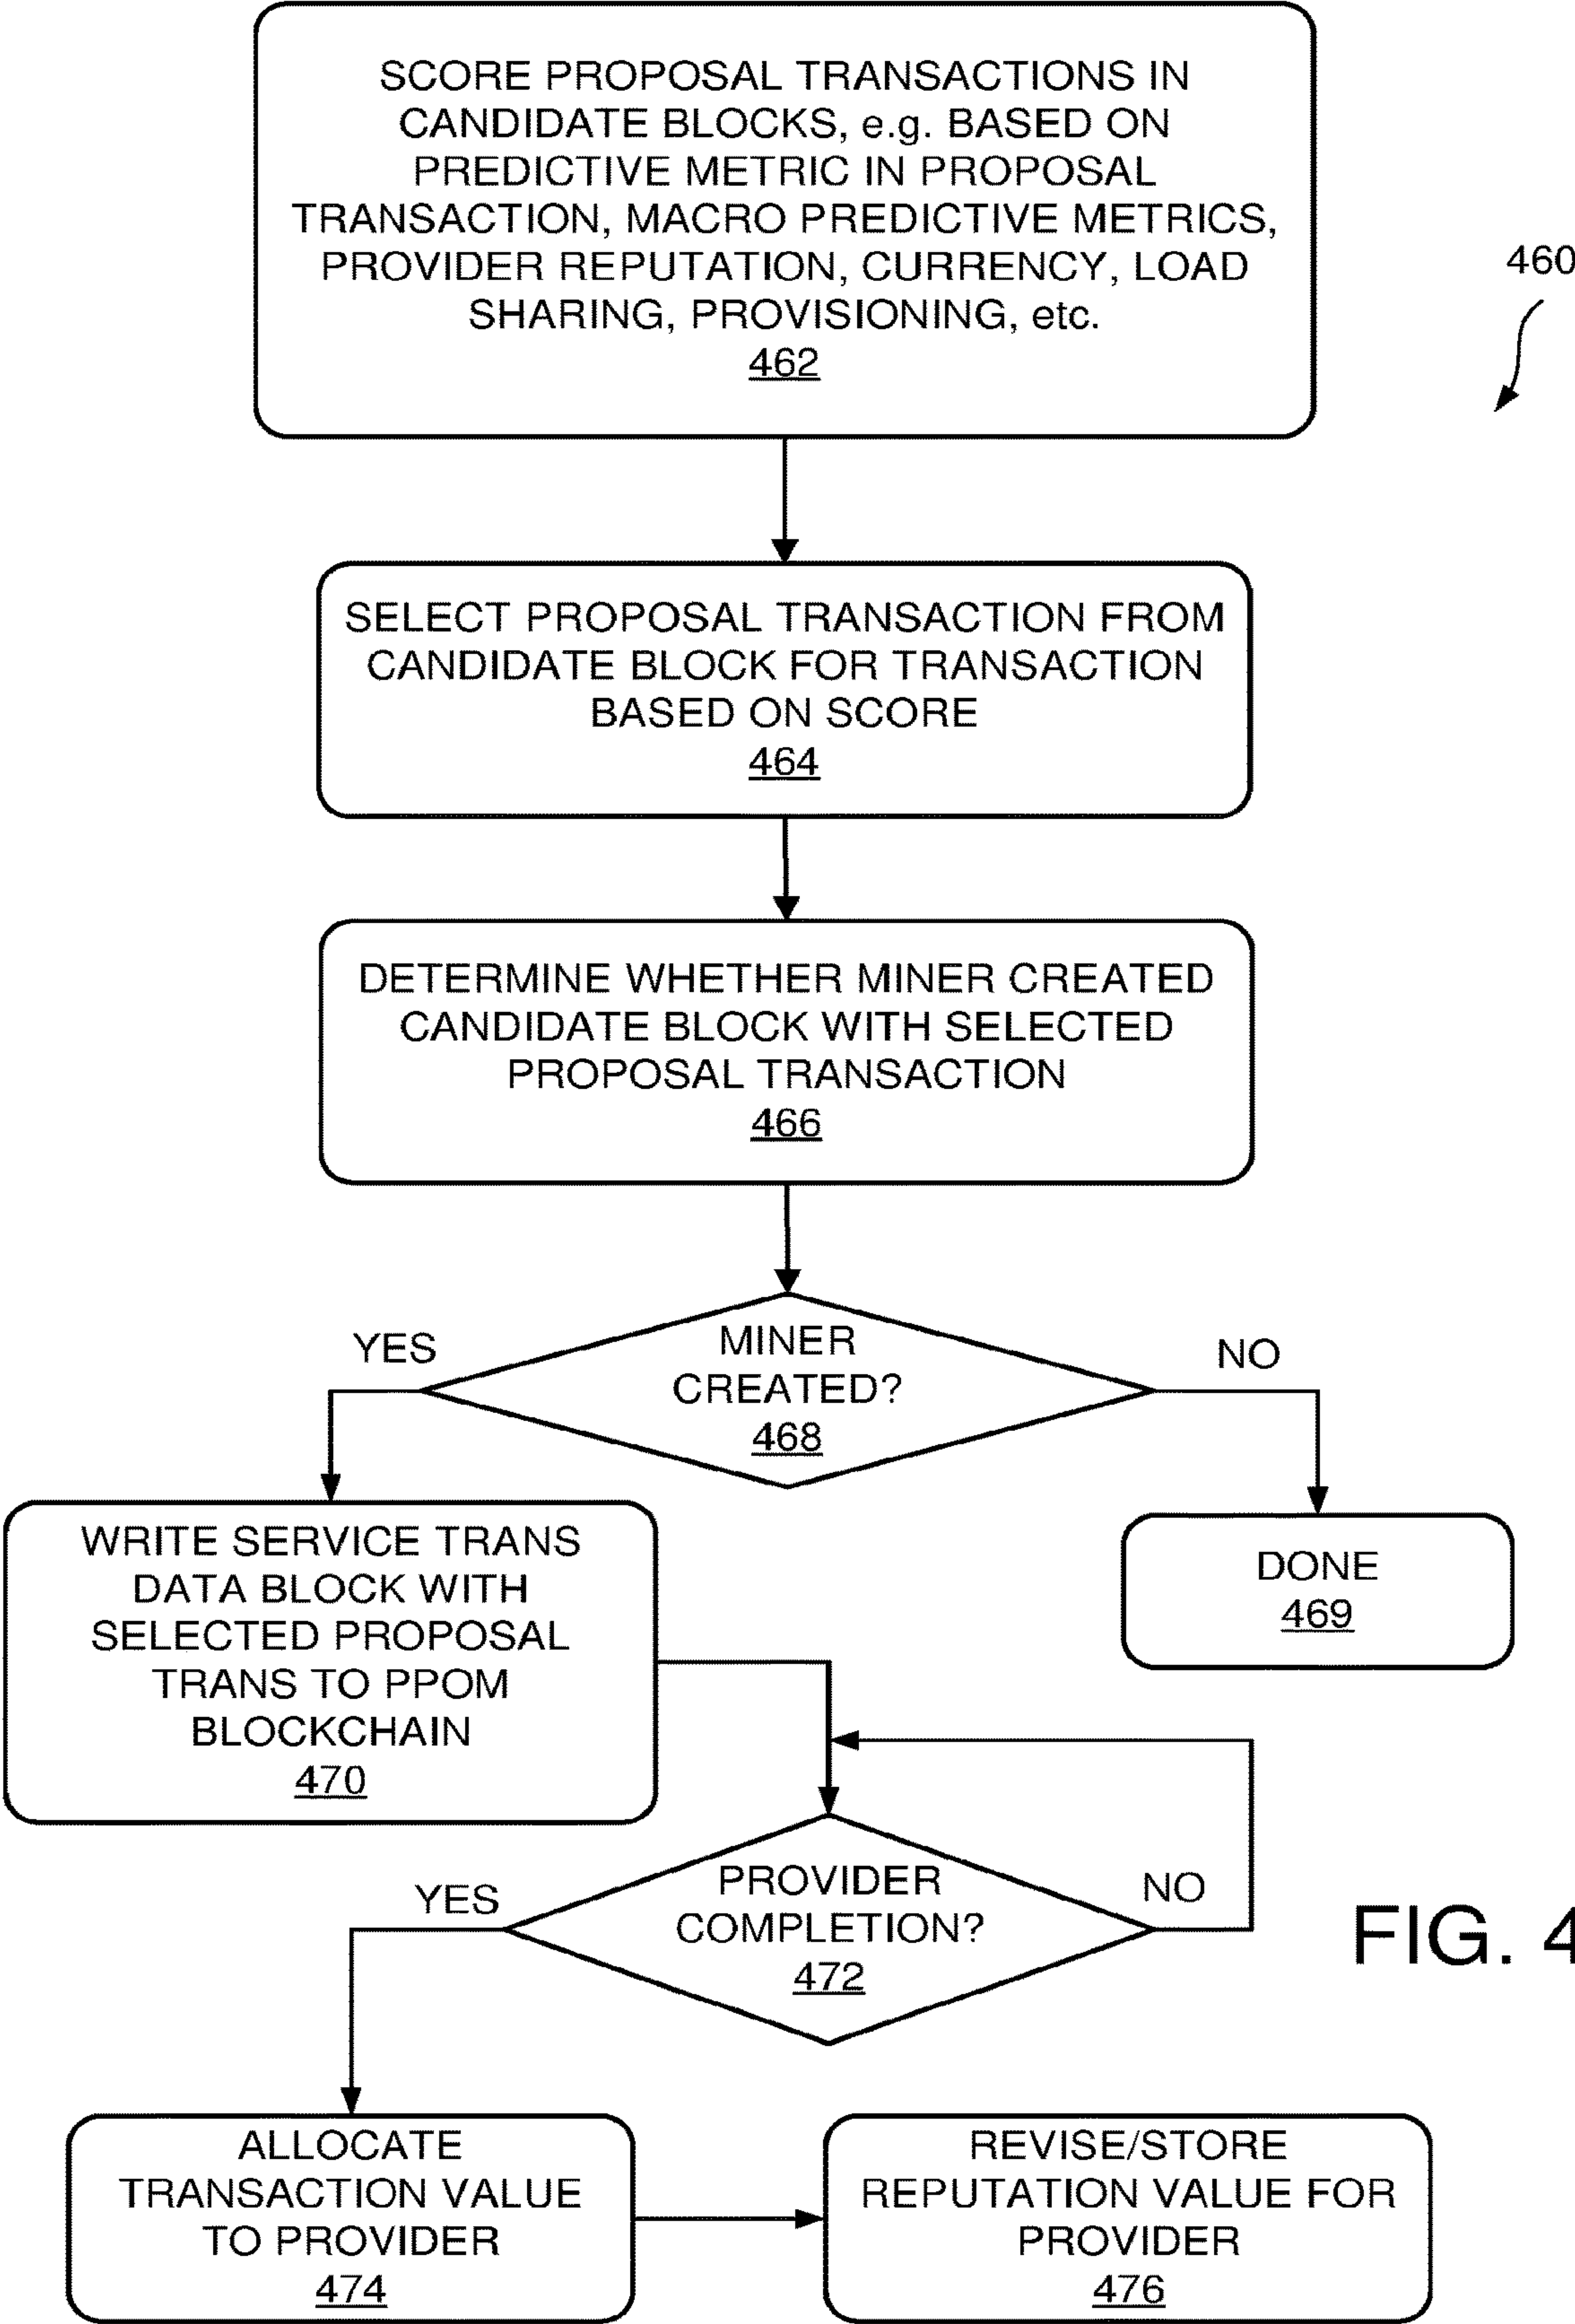 SCORE PROPOSAL TRANSACTIONS IN
CANDIDATE BLOCKS, e.g. BASED ON
PREDICTIVE METRIC IN PROPOSAL
TRANSACTION, MACRO PREDICTIVE METRICS,
PROVIDER REPUTATION, CURRENCY, LOAD
SHARING, PROVISIONING, etc.
462
460
SELECT PROPOSAL TRANSACTION FROM
CANDIDATE BLOCK FOR TRANSACTION
BASED ON SCORE
464
DETERMINE WHETHER MINER CREATED
CANDIDATE BLOCK WITH SELECTED
PROPOSAL TRANSACTION
466
YES
MINER
CREATED?
468
NO
WRITE SERVICE TRANS
DATA BLOCK WITH
SELECTED PROPOSAL
TRANS TO PPOM
BLOCKCHAIN
470
DONE
469
YES
PROVIDER
COMPLETION?
472
NO
FIG. 4
ALLOCATE
TRANSACTION VALUE
TO PROVIDER
474
REVISE/STORE
REPUTATION VALUE FOR
PROVIDER
476